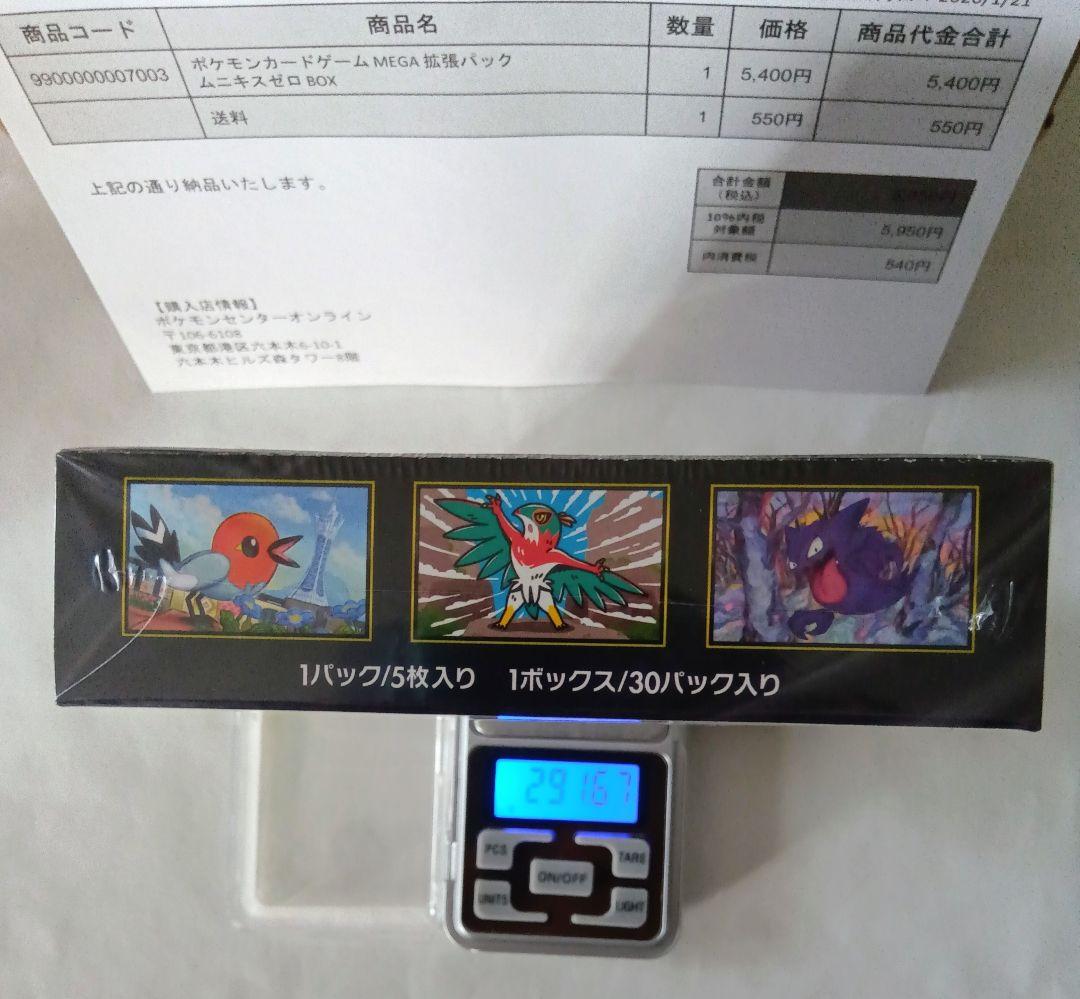 商品コード 商品名 数量 価格 商品代金合計
9900000007003 ポケモンカードゲーム MEGA 拡張パック
ムニキスゼロ BOX 1 5,400円 5,400円
送料 1 550円 550円
上記の通り納品いたします。
合計金額
(税込)
10%内税
対象額 5,950円
内消費税 540円
【購入店情報】
ポケモンセンターオンライン
〒106-6108
東京都港区六本木6-10-1
六本木ヒルズ森タワー8階
1パック/5枚入り 1ボックス/30パック入り
291.67
PCS TARE
ON/OFF
UNITS LIGHT